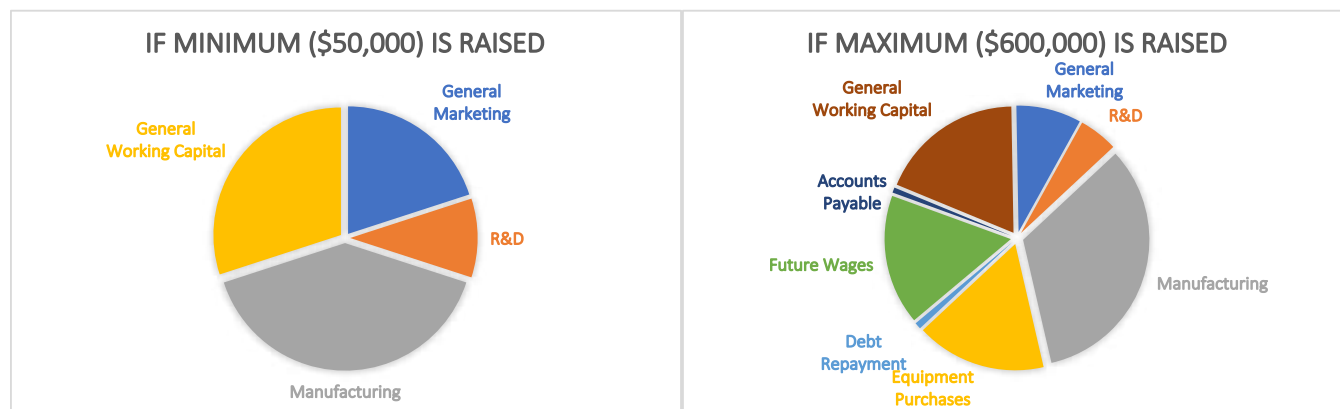 IF MINIMUM ($50,000) IS RAISED
General
Marketing
General
Working Capital
R&D
Manufacturing
IF MAXIMUM ($600,000) IS RAISED
General
Marketing
General
Working Capital
R&D
Accounts
Payable
Future Wages
Manufacturing
Debt
Repayment
Equipment
Purchases